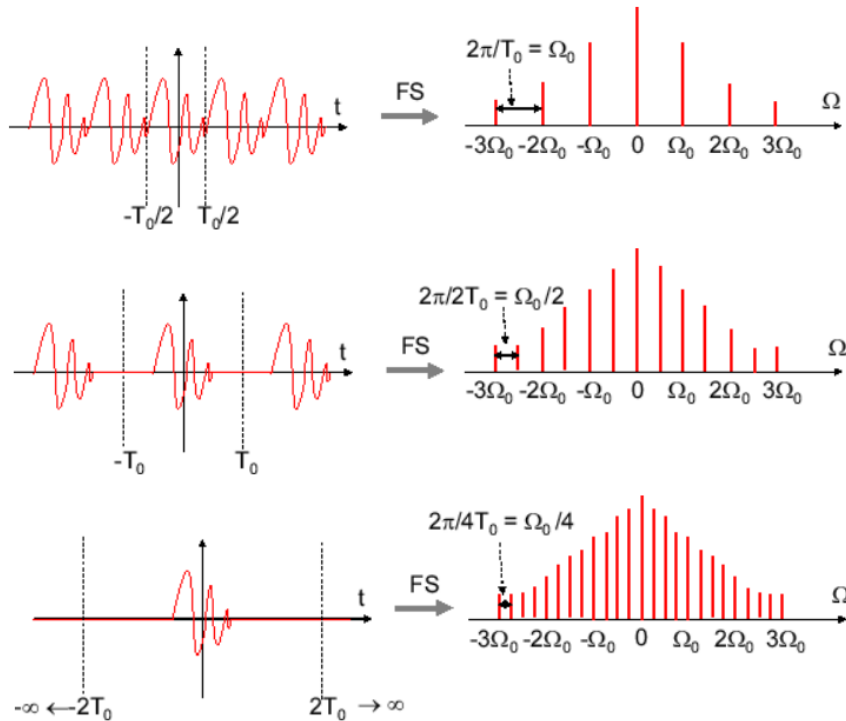 2π/T₀ = Ω₀
t
FS
Ω
-3Ω₀ -2Ω₀ -Ω₀ 0 Ω₀ 2Ω₀ 3Ω₀
-T₀/2 T₀/2
2π/2T₀ = Ω₀/2
t
FS
Ω
-3Ω₀ -2Ω₀ -Ω₀ 0 Ω₀ 2Ω₀ 3Ω₀
-T₀ T₀
2π/4T₀ = Ω₀/4
t
FS
Ω
-3Ω₀ -2Ω₀ -Ω₀ 0 Ω₀ 2Ω₀ 3Ω₀
-∞ ←-2T₀ 2T₀ → ∞